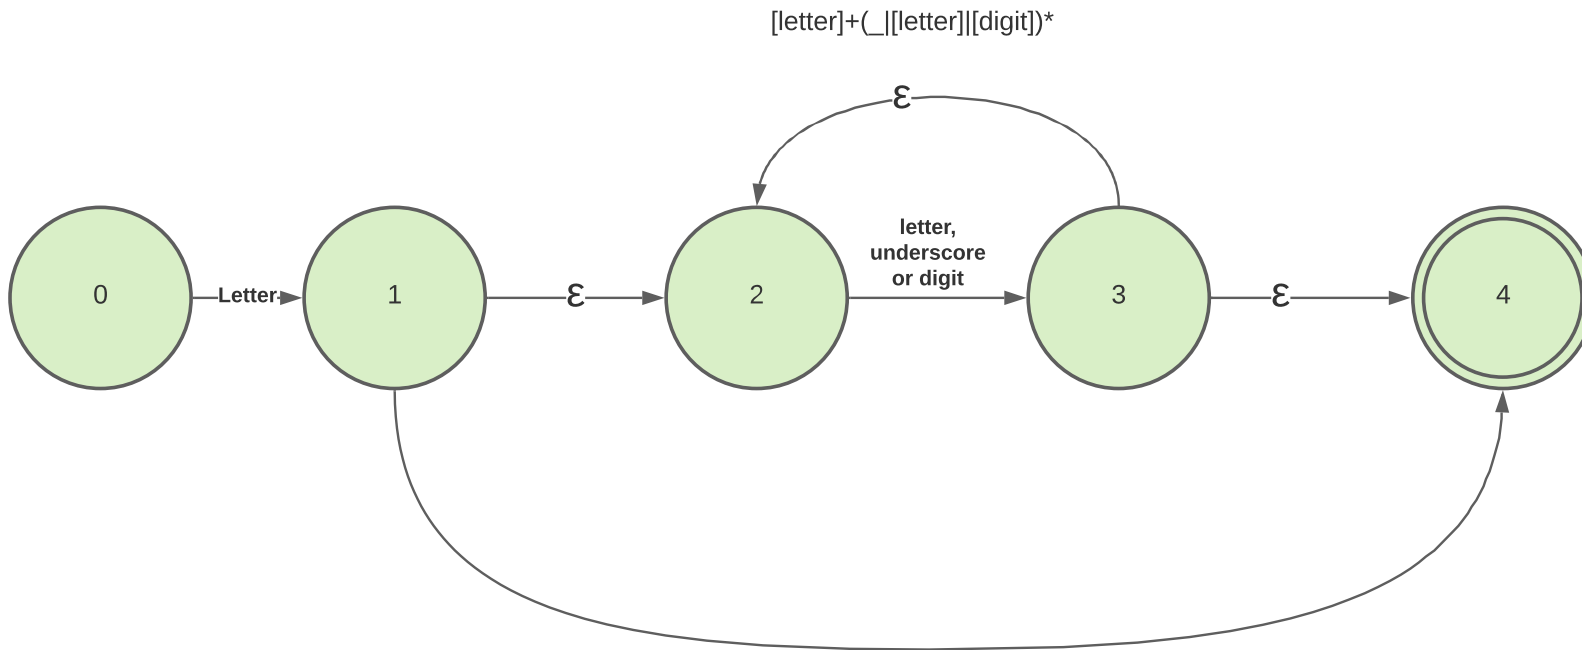 [letter]+(_|[letter]|[digit])*
ε
letter,
underscore
or digit
0
Letter
1
ε
2
3
ε
4